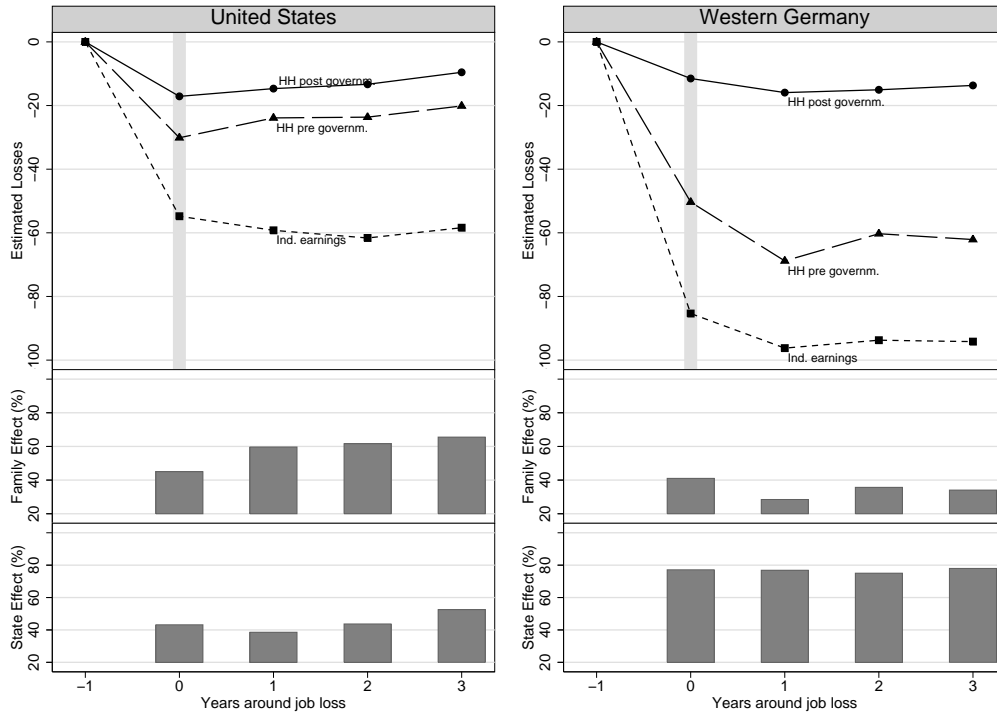 United States
Estimated Losses
0
−20
−40
−60
−80
100
HH post governm.
HH pre governm.
Ind. earnings
Family Effect (%)
80
60
40
20
State Effect (%)
80
60
40
20
−1 0 1 2 3
Years around job loss
Western Germany
Estimated Losses
0
−20
−40
−60
−80
100
HH post governm.
HH pre governm.
Ind. earnings
Family Effect (%)
80
60
40
20
State Effect (%)
80
60
40
20
−1 0 1 2 3
Years around job loss